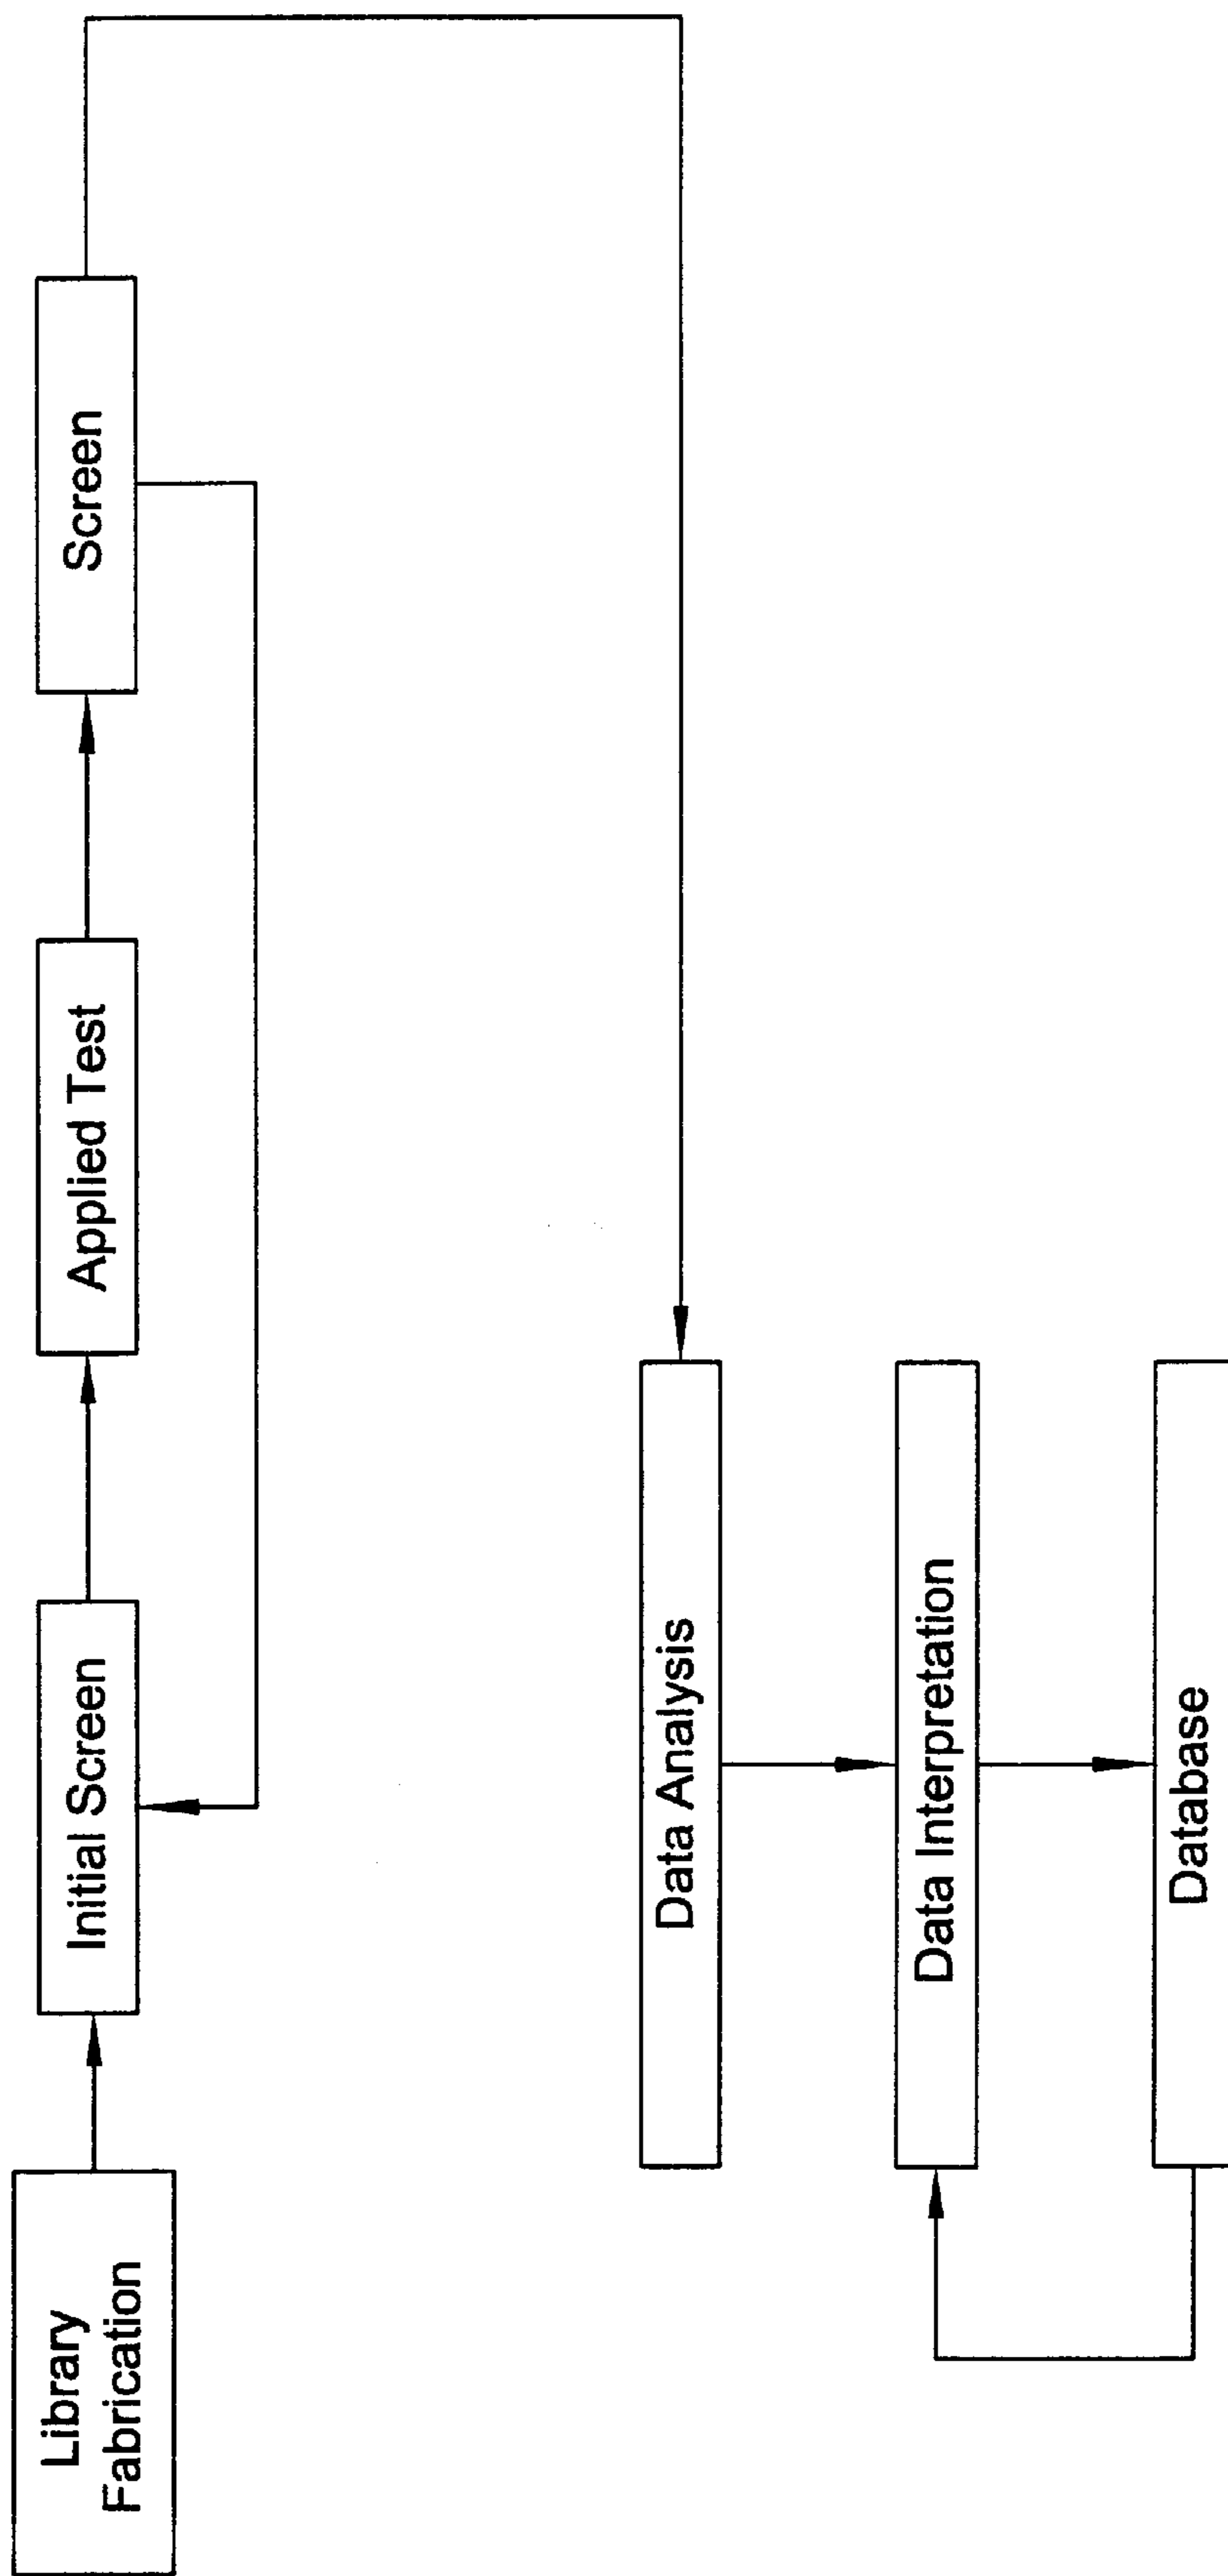 Library
Fabrication
Initial Screen
Applied Test
Screen
Data Analysis
Data Interpretation
Database